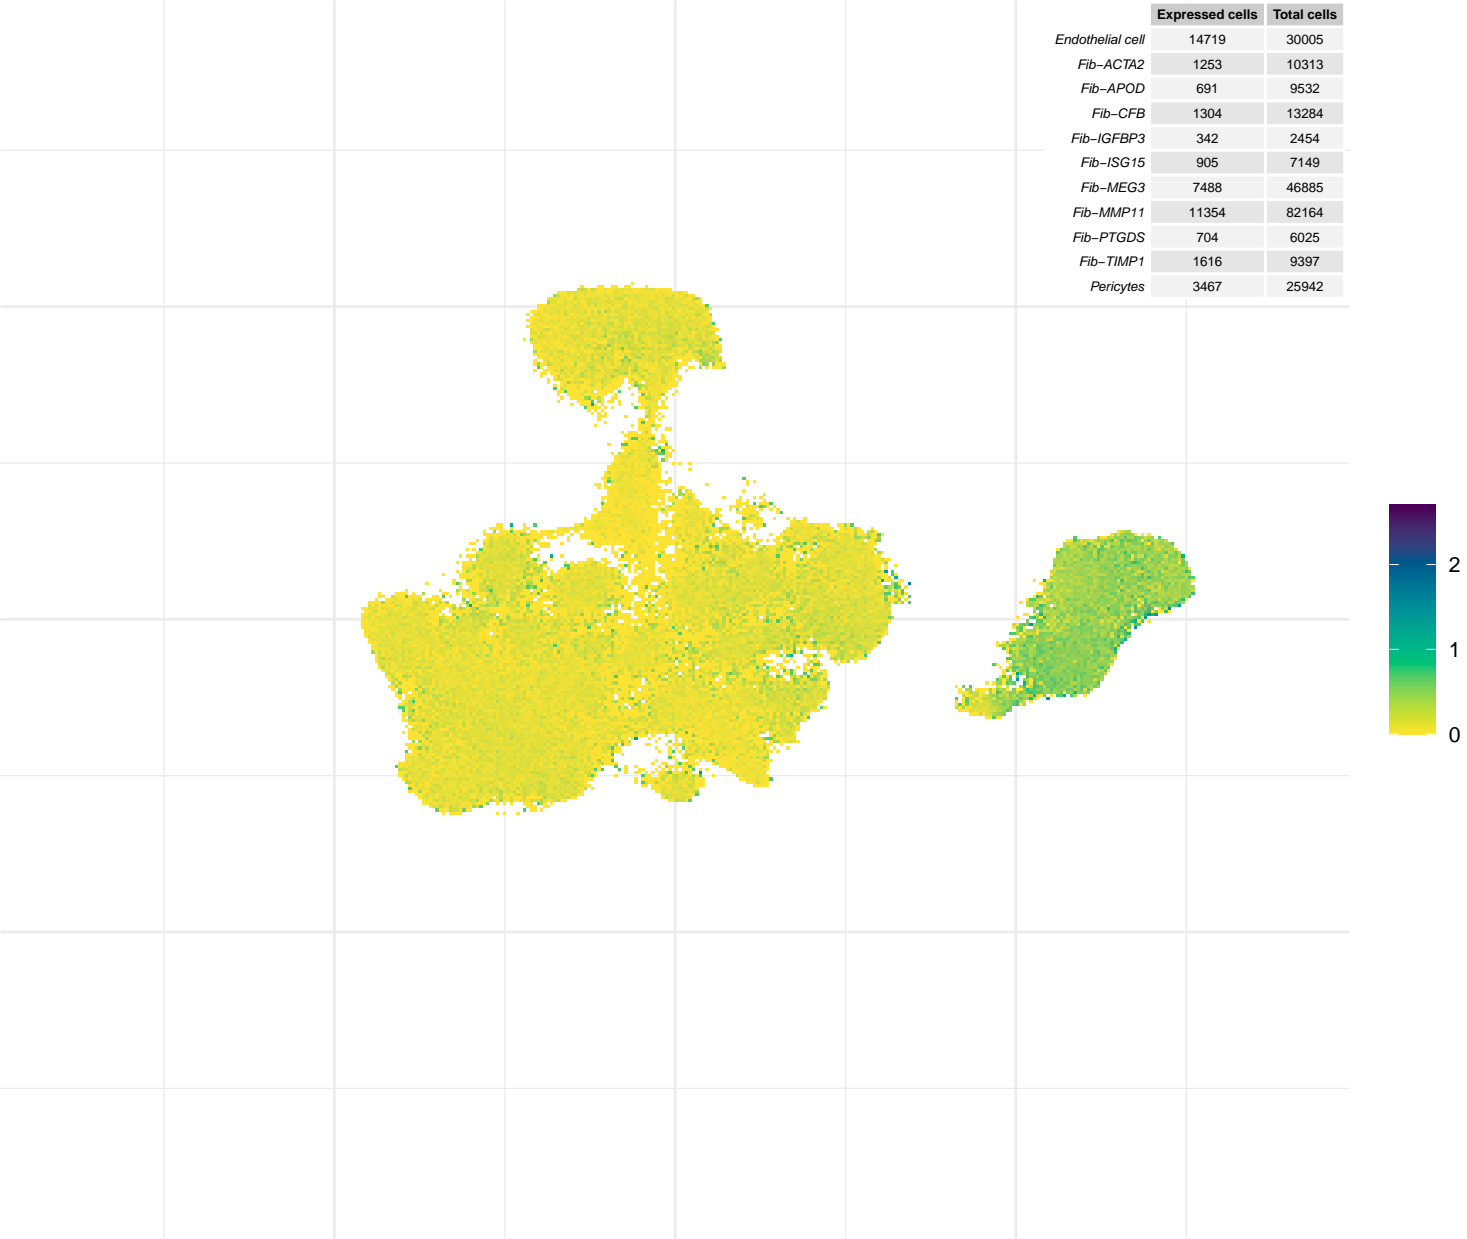 Expressed cells Total cells
Endothelial cell 14719 30005
Fib−ACTA2 1253 10313
Fib−APOD 691 9532
Fib−CFB 1304 13284
Fib−IGFBP3 342 2454
Fib−ISG15 905 7149
Fib−MEG3 7488 46885
Fib−MMP11 11354 82164
Fib−PTGDS 704 6025
Fib−TIMP1 1616 9397
Pericytes 3467 25942
2
1
0